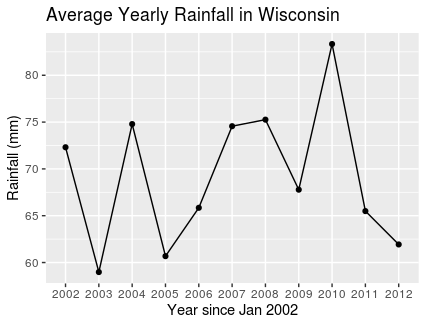 Average Yearly Rainfall in Wisconsin
Rainfall (mm)
80
75
70
65
60
2002 2003 2004 2005 2006 2007 2008 2009 2010 2011 2012
Year since Jan 2002